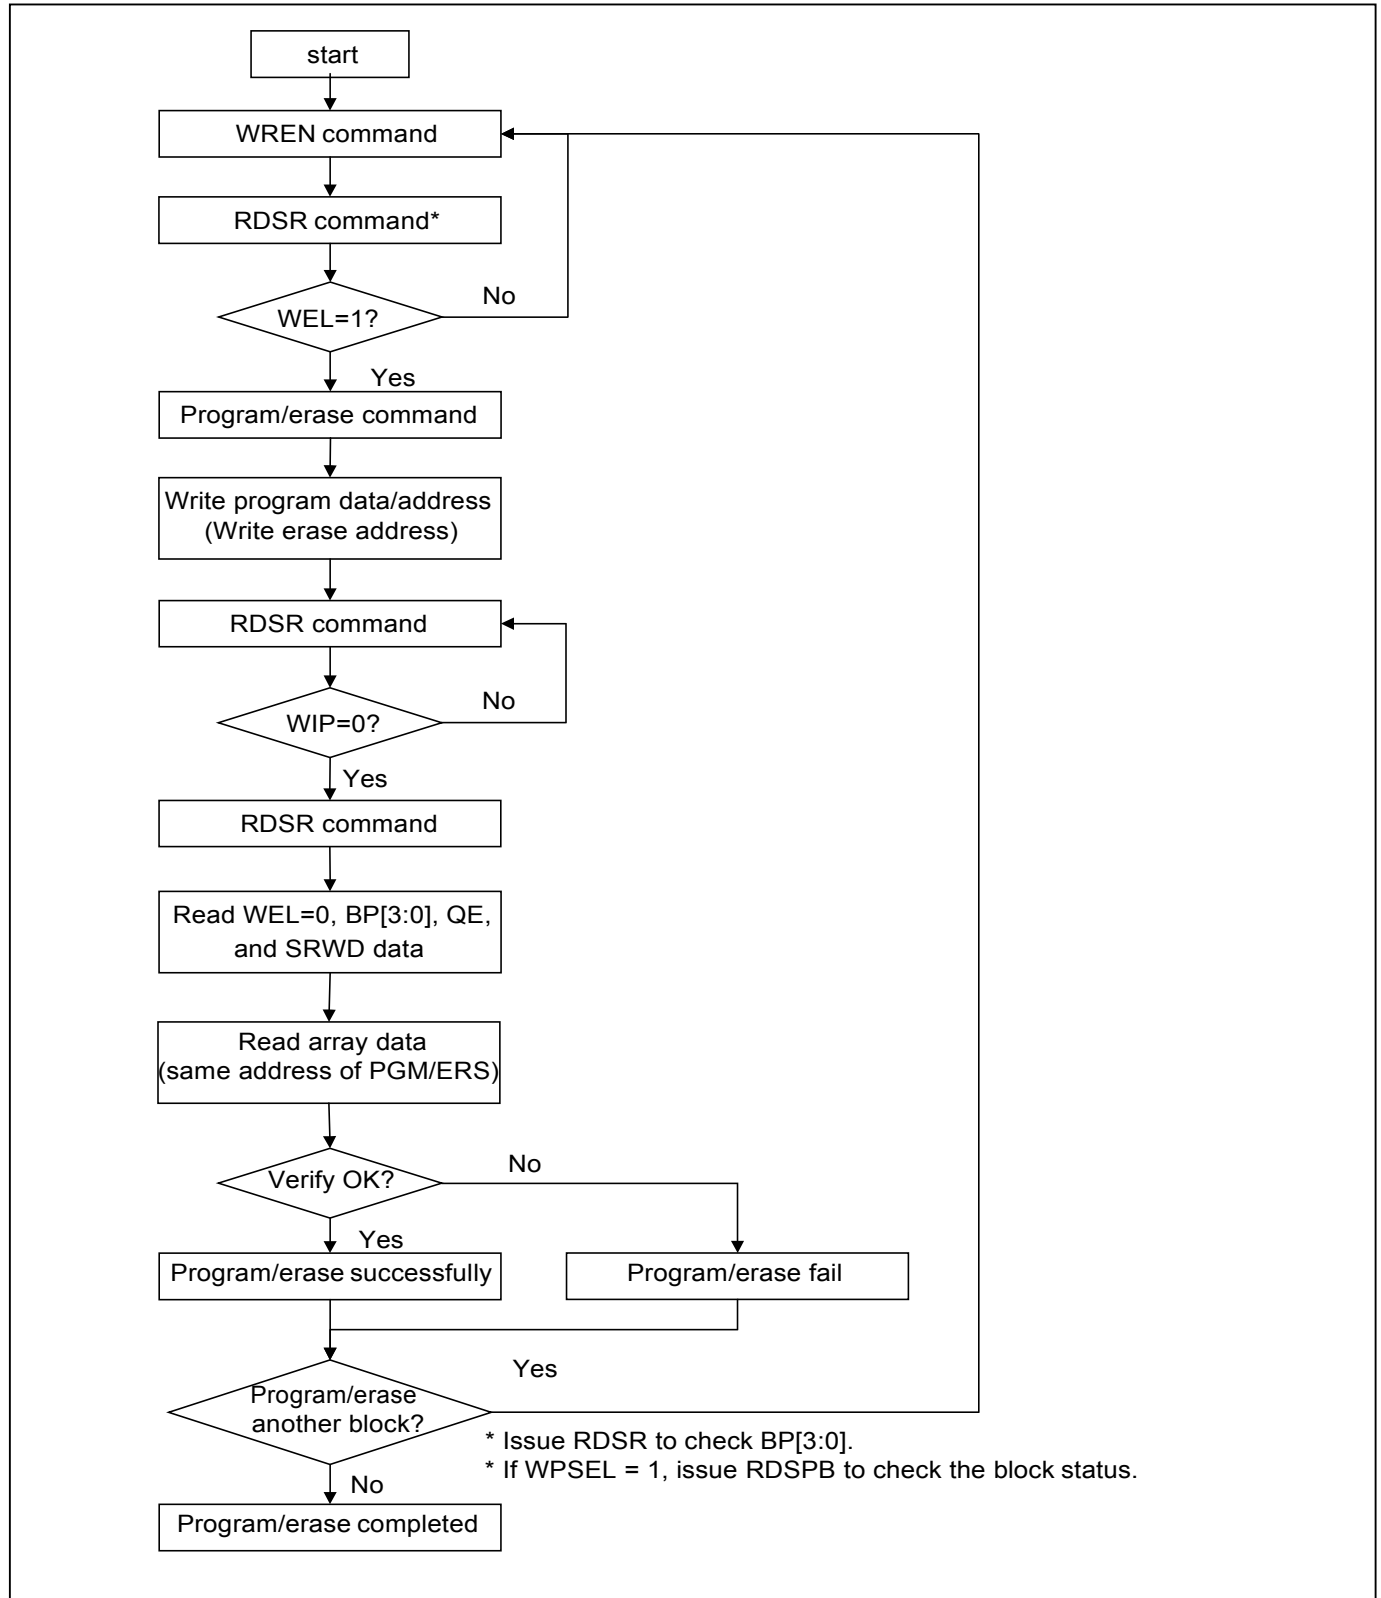 start
WREN command
RDSR command*
No
WEL=1?
Yes
Program/erase command
Write program data/address
(Write erase address)
RDSR command
No
WIP=0?
Yes
RDSR command
Read WEL=0, BP[3:0], QE,
and SRWD data
Read array data
(same address of PGM/ERS)
No
Verify OK?
Yes
Program/erase successfully
Program/erase fail
Yes
Program/erase
another block?
* Issue RDSR to check BP[3:0].
* If WPSEL = 1, issue RDSPB to check the block status.
No
Program/erase completed